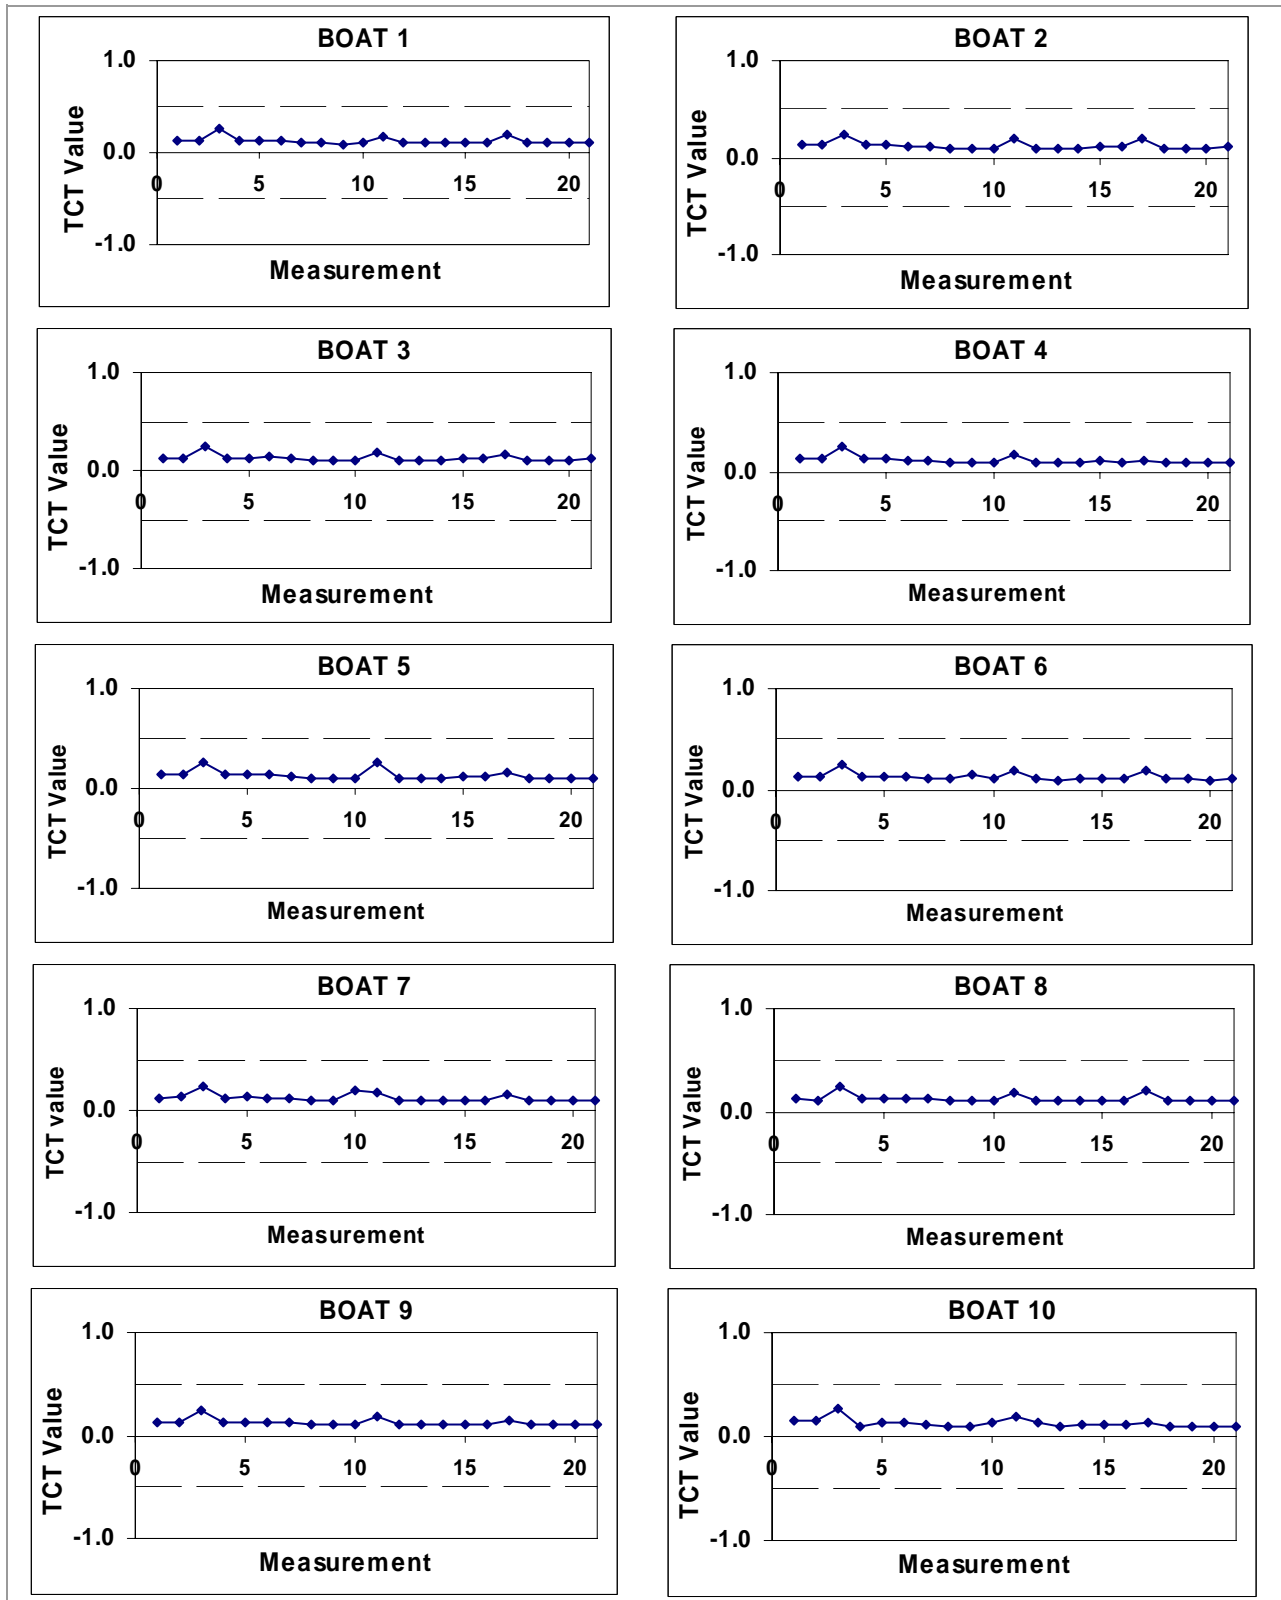 BOAT 1
1.0
0.0
-1.0
TCT Value
0 5 10 15 20
Measurement
BOAT 2
1.0
0.0
-1.0
TCT Value
0 5 10 15 20
Measurement
BOAT 3
1.0
0.0
-1.0
TCT Value
0 5 10 15 20
Measurement
BOAT 4
1.0
0.0
-1.0
TCT Value
0 5 10 15 20
Measurement
BOAT 5
1.0
0.0
-1.0
TCT Value
0 5 10 15 20
Measurement
BOAT 6
1.0
0.0
-1.0
TCT Value
0 5 10 15 20
Measurement
BOAT 7
1.0
0.0
-1.0
TCT value
0 5 10 15 20
Measurement
BOAT 8
1.0
0.0
-1.0
TCT Value
0 5 10 15 20
Measurement
BOAT 9
1.0
0.0
-1.0
TCT Value
0 5 10 15 20
Measurement
BOAT 10
1.0
0.0
-1.0
TCT Value
0 5 10 15 20
Measurement